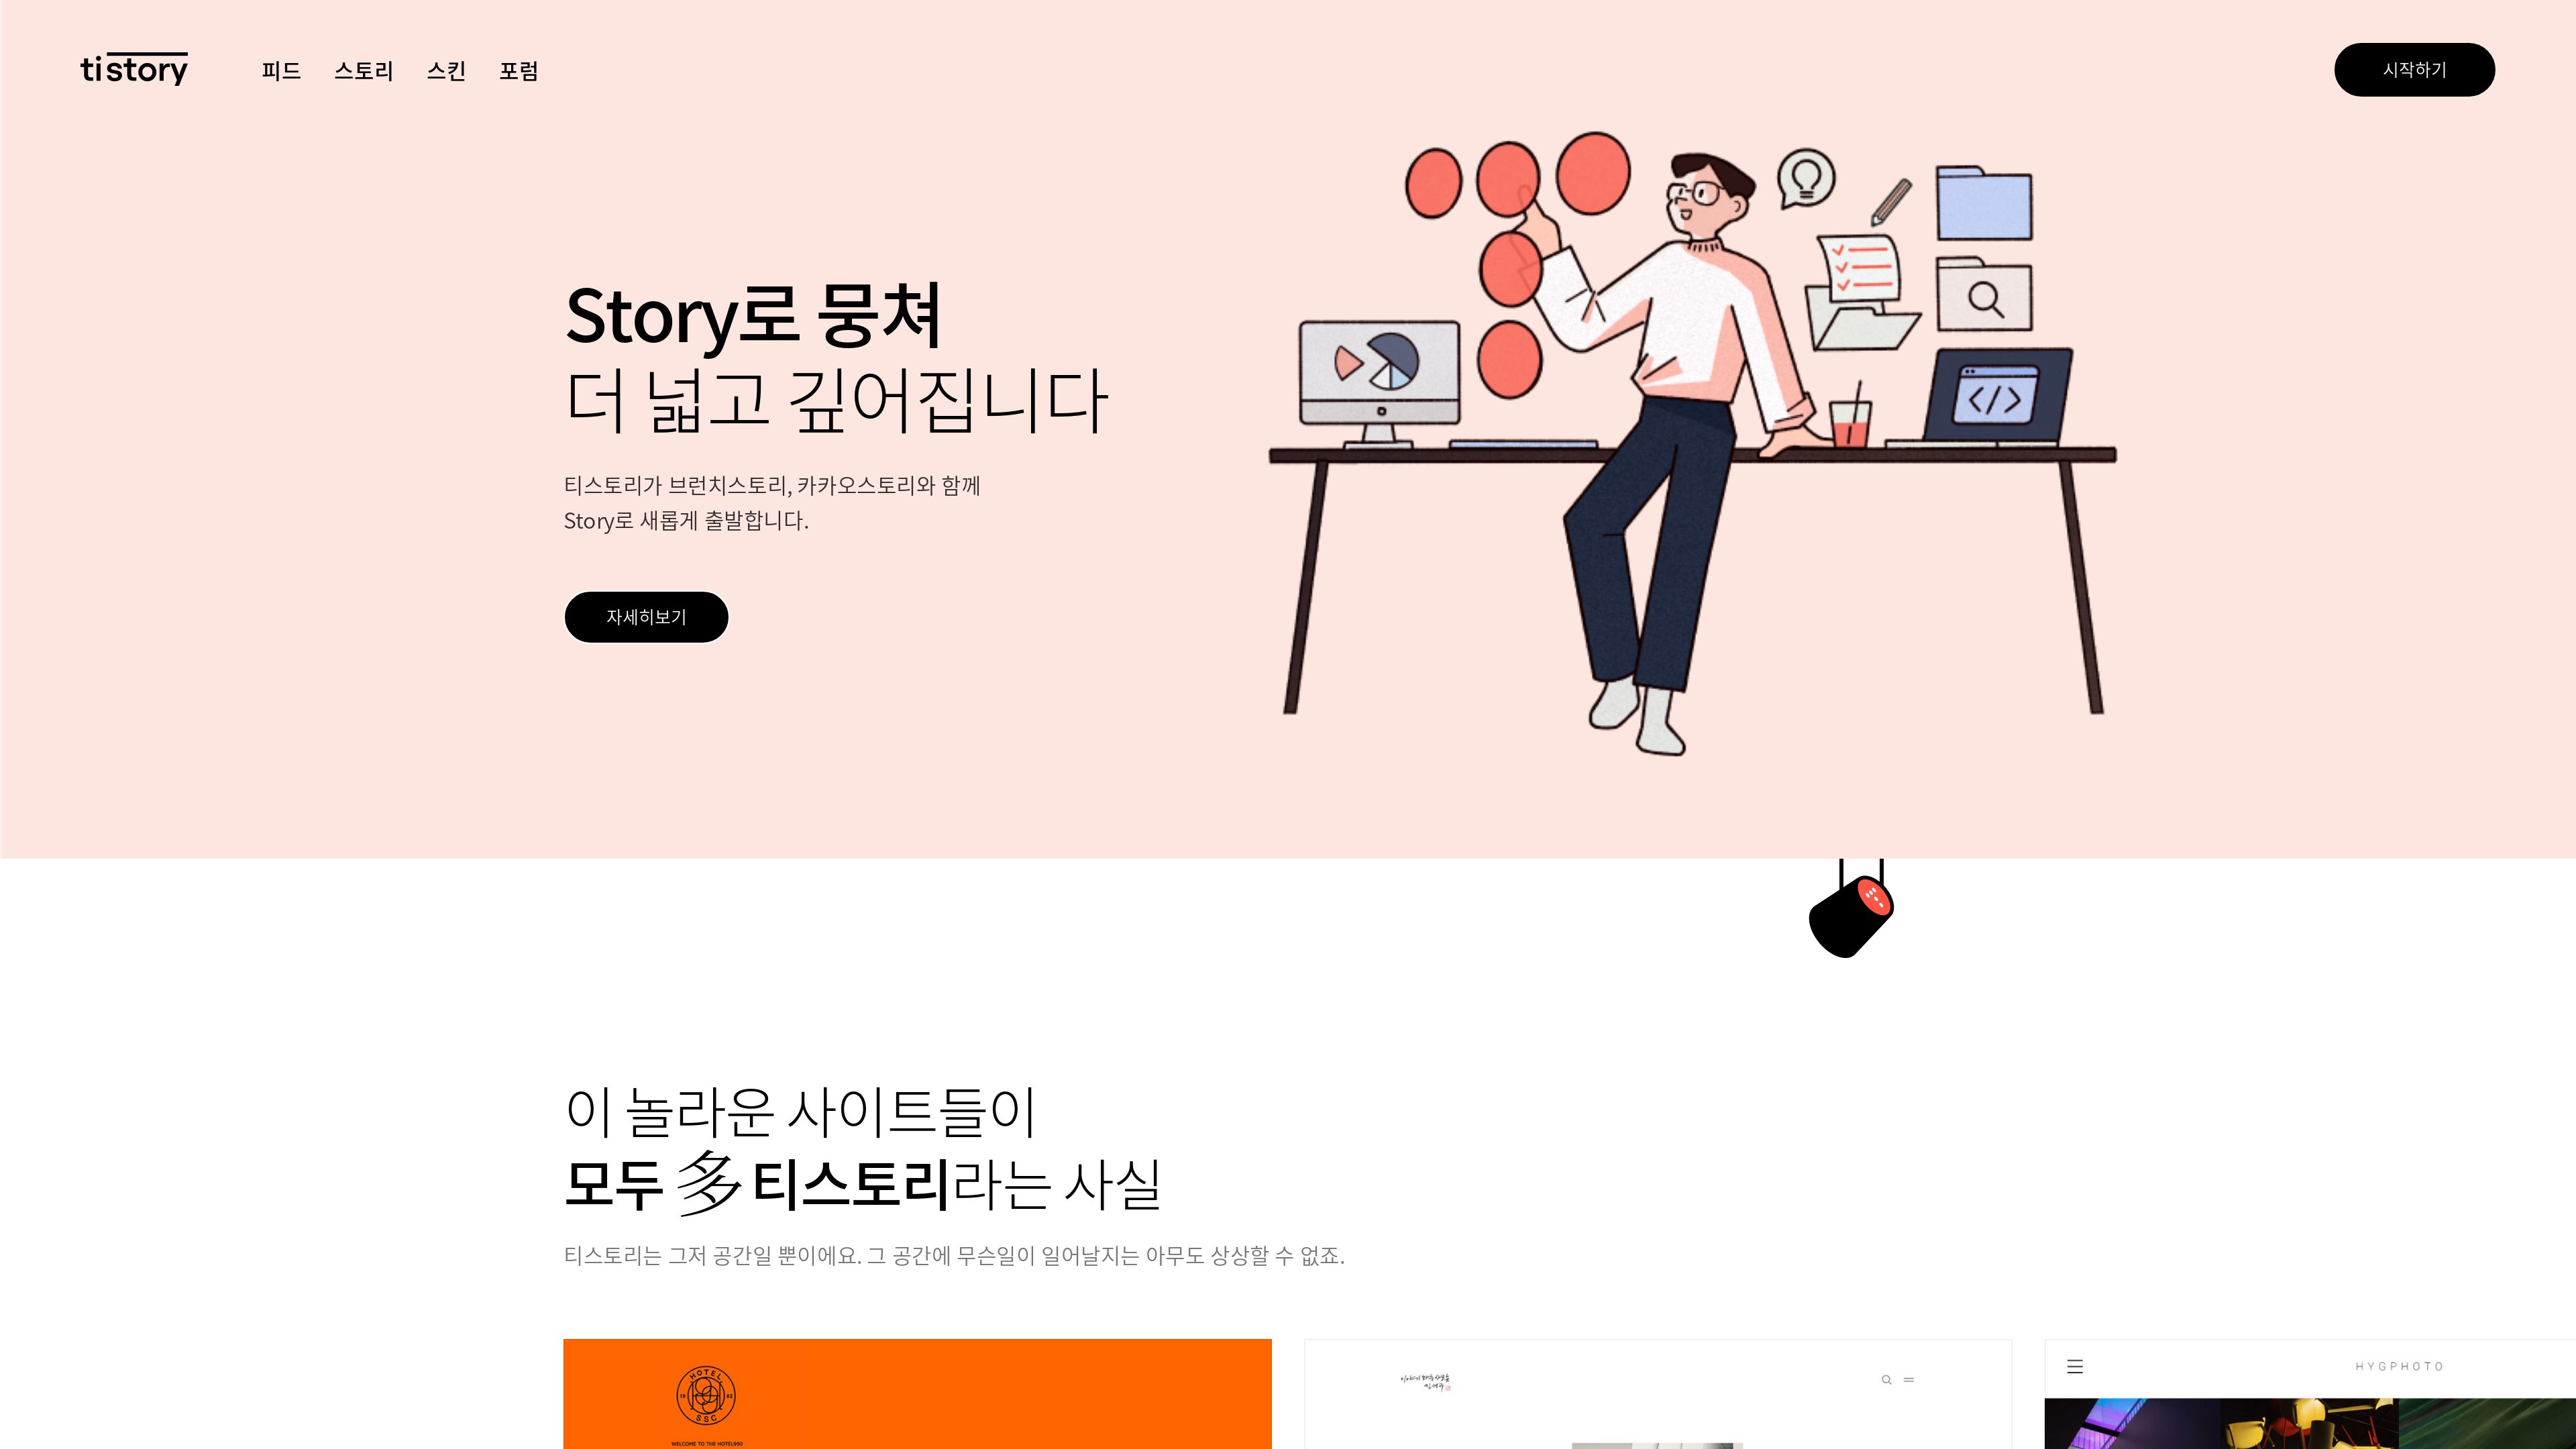 tistory
피드 스토리 스킨 포럼
시작하기
Story로 뭉쳐
더 넓고 깊어집니다
티스토리가 브런치스토리, 카카오스토리와 함께
Story로 새롭게 출발합니다.
자세히보기
이 놀라운 사이트들이
모두 多 티스토리라는 사실
티스토리는 그저 공간일 뿐이에요. 그 공간에 무슨일이 일어날지는 아무도 상상할 수 없죠.
HOTEL
SSC
WELCOME TO THE HOTEL990
HYGPHOTO